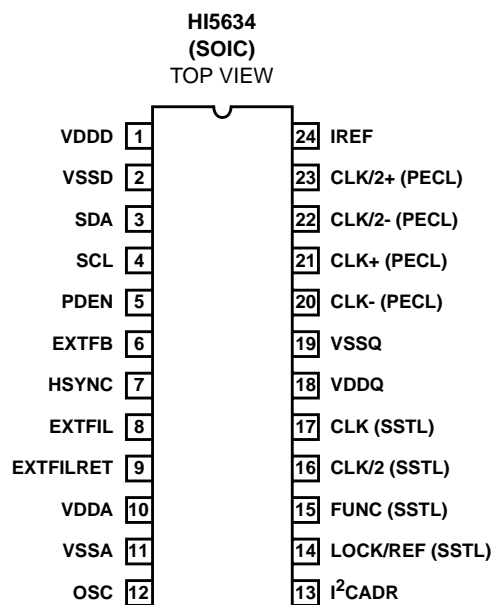 HI5634
(SOIC)
TOP VIEW
VDDD 1 24 IREF
VSSD 2 23 CLK/2+ (PECL)
SDA 3 22 CLK/2- (PECL)
SCL 4 21 CLK+ (PECL)
PDEN 5 20 CLK- (PECL)
EXTFB 6 19 VSSQ
HSYNC 7 18 VDDQ
EXTFIL 8 17 CLK (SSTL)
EXTFILRET 9 16 CLK/2 (SSTL)
VDDA 10 15 FUNC (SSTL)
VSSA 11 14 LOCK/REF (SSTL)
OSC 12 13 I²CADR